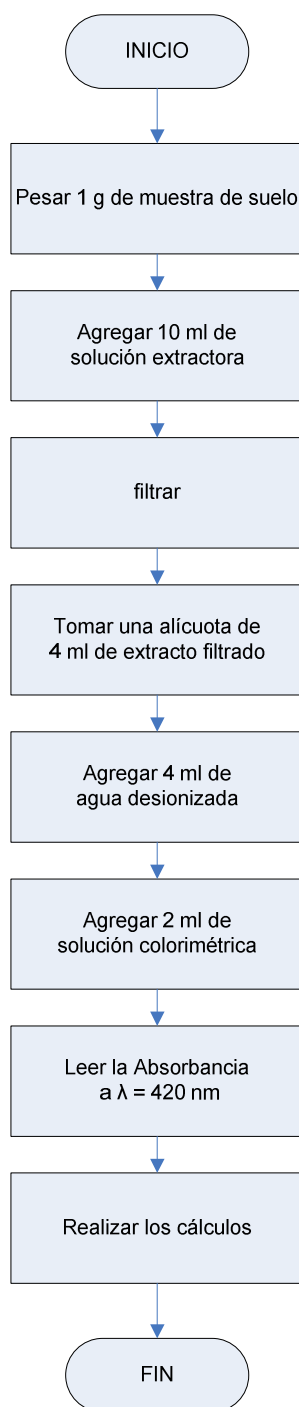 INICIO
Pesar 1 g de muestra de suelo
Agregar 10 ml de
solución extractora
filtrar
Tomar una alícuota de
4 ml de extracto filtrado
Agregar 4 ml de
agua desionizada
Agregar 2 ml de
solución colorimétrica
Leer la Absorbancia
a λ = 420 nm
Realizar los cálculos
FIN